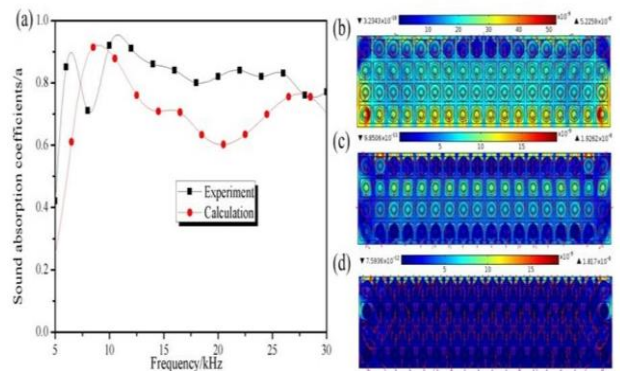 (a)
Sound absorption coefficients/a
1.0
0.8
0.6
0.4
0.2
0.0
Experiment
Calculation
5 10 15 20 25 30
Frequency/kHz
(b)
10 20 30 40 50
(c)
5 10 15
(d)
5 10 15